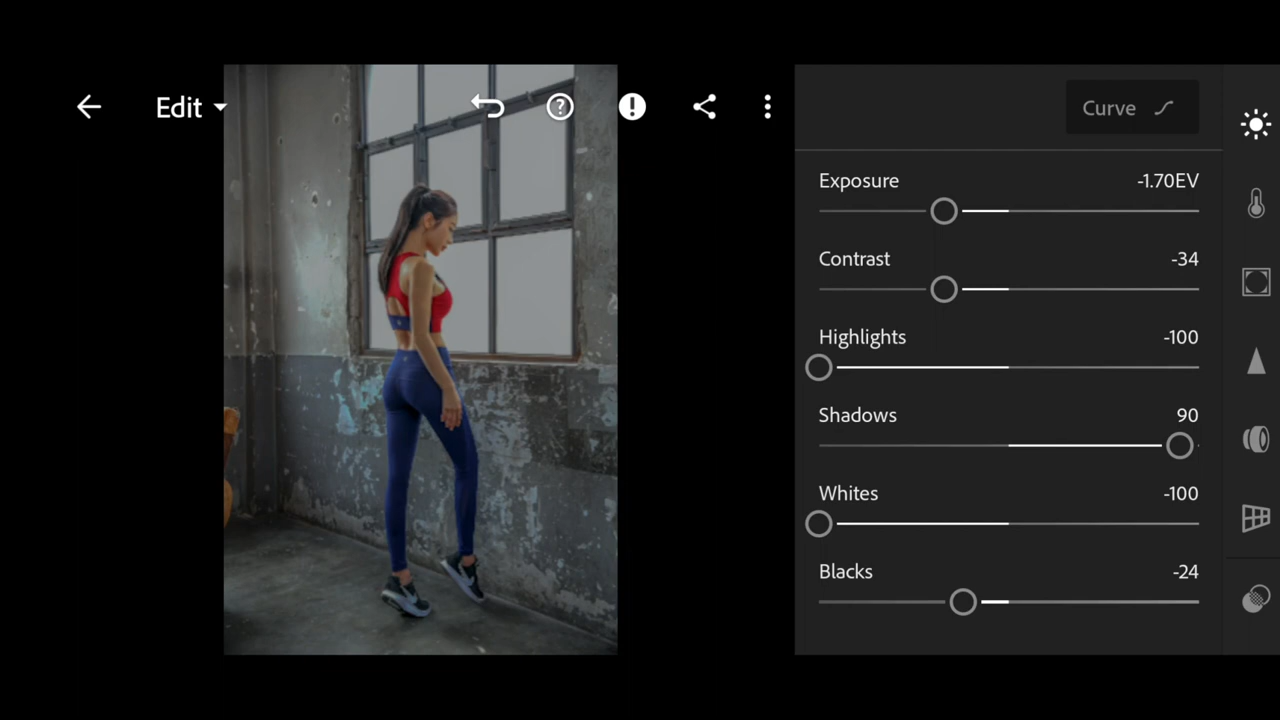 Edit
Curve
Exposure -1.70EV
Contrast -34
Highlights -100
Shadows 90
Whites -100
Blacks -24